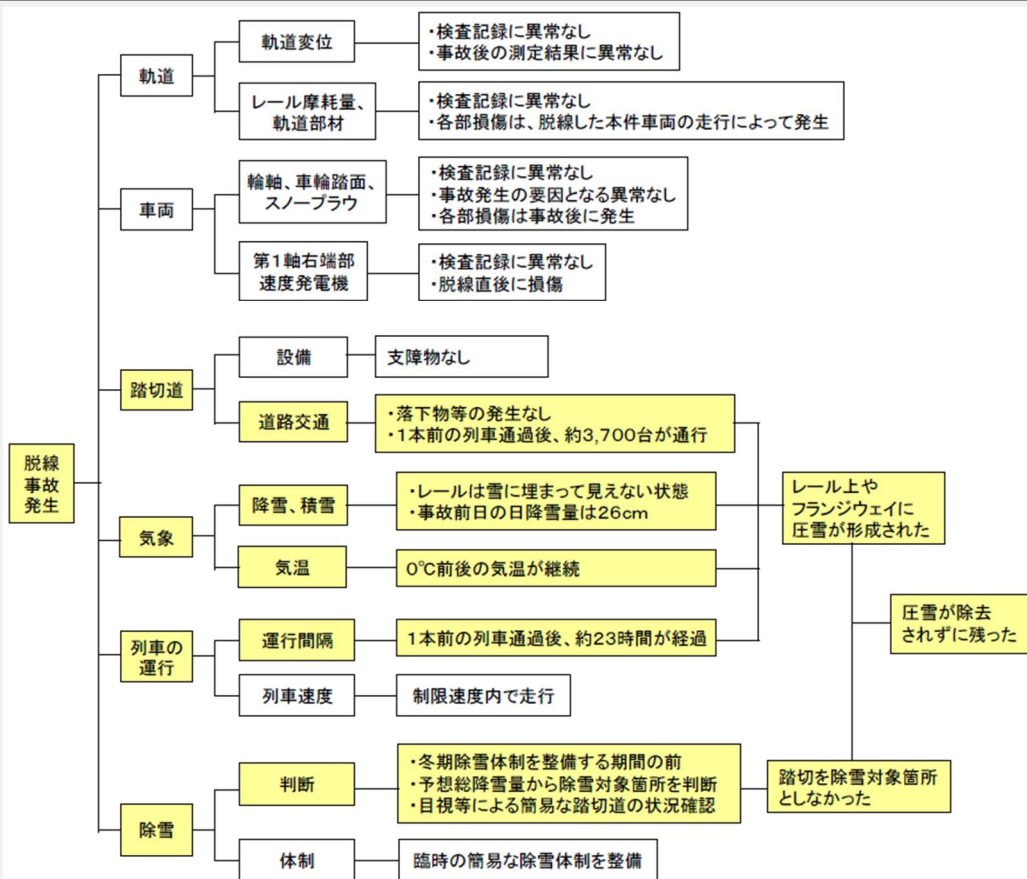 脱線
事故
発生
軌道
軌道変位
・検査記録に異常なし
・事故後の測定結果に異常なし
レール摩耗量、
軌道部材
・検査記録に異常なし
・各部損傷は、脱線した本件車両の走行によって発生
車両
輪軸、車輪踏面、
スノープラウ
・検査記録に異常なし
・事故発生の要因となる異常なし
・各部損傷は事故後に発生
第1軸右端部
速度発電機
・検査記録に異常なし
・脱線直後に損傷
踏切道
設備
支障物なし
道路交通
・落下物等の発生なし
・1本前の列車通過後、約3,700台が通行
気象
降雪、積雪
・レールは雪に埋まって見えない状態
・事故前日の日降雪量は26cm
気温
0℃前後の気温が継続
列車の
運行
運行間隔
1本前の列車通過後、約23時間が経過
列車速度
制限速度内で走行
レール上や
フランジウェイに
圧雪が形成された
除雪
判断
・冬期除雪体制を整備する期間の前
・予想総降雪量から除雪対象箇所を判断
・目視等による簡易な踏切道の状況確認
踏切を除雪対象箇所
としなかった
体制
臨時の簡易な除雪体制を整備
圧雪が除去
されずに残った